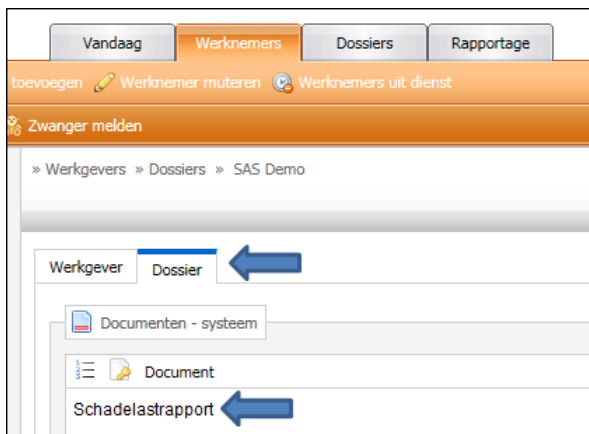 Vandaag Werknemers Dossiers Rapportage
toevoegen Werknemer muteren Werknemers uit dienst
Zwanger melden
» Werkgevers » Dossiers » SAS Demo
Werkgever Dossier
Documenten - systeem
Document
Schadelastrapport